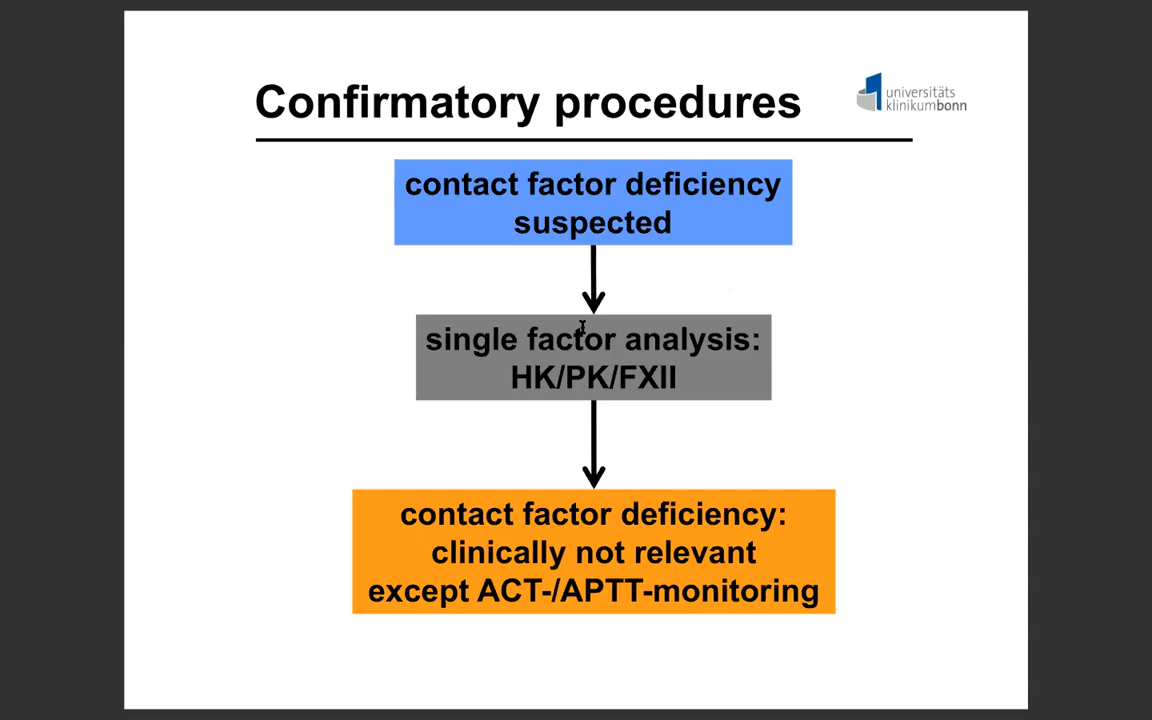 Confirmatory procedures
universitäts
klinikumbonn
contact factor deficiency
suspected
single factor analysis:
HK/PK/FXII
contact factor deficiency:
clinically not relevant
except ACT-/APTT-monitoring